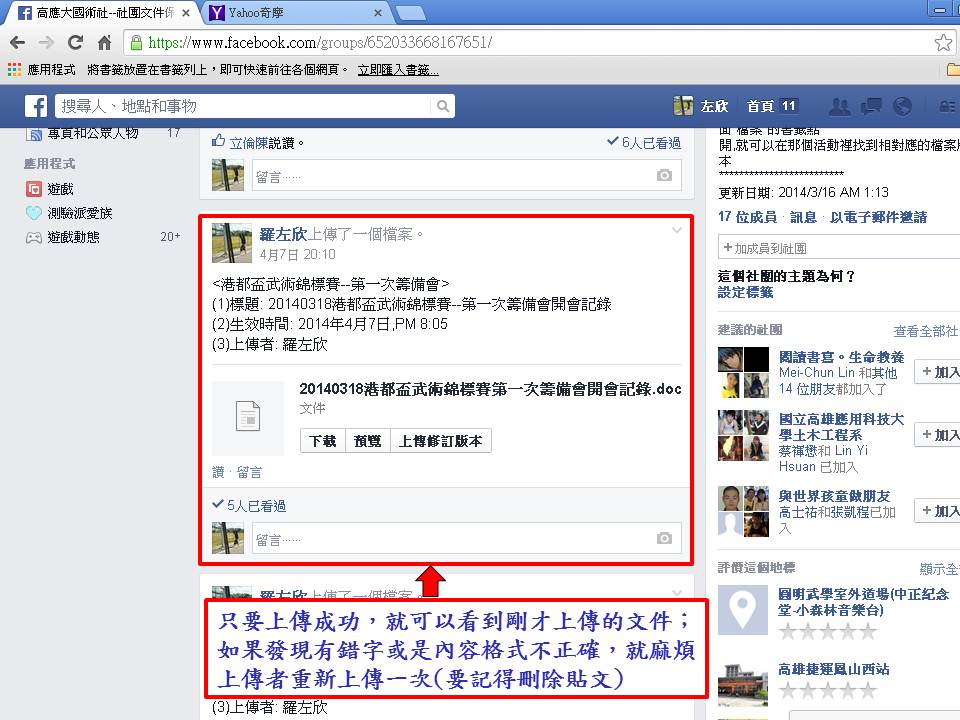 高應大國術社--社團文件保
Yahoo奇摩
https://www.facebook.com/groups/652033668167651/
應用程式 將書籤放置在書籤列上，即可快速前往各個網頁。 立即匯入書籤...
搜尋人、地點和事物
左欣 首頁 11
專頁和公眾人物 17
應用程式
遊戲
測驗派愛族
遊戲動態 20+
立倫陳說讚。
6人已看過
留言......
羅左欣上傳了一個檔案。
4月7日 20:10
<港都盃武術錦標賽--第一次籌備會>
(1)標題: 20140318港都盃武術錦標賽--第一次籌備會開會記錄
(2)生效時間: 2014年4月7日,PM 8:05
(3)上傳者: 羅左欣
20140318港都盃武術錦標賽第一次籌備會開會記錄.doc
文件
下載 預覽 上傳修訂版本
讚 · 留言
5人已看過
留言......
羅左欣上傳了一個檔案。
只要上傳成功，就可以看到剛才上傳的文件；
如果發現有錯字或是內容格式不正確，就麻煩
上傳者重新上傳一次(要記得刪除貼文)
(3)上傳者: 羅左欣
面"檔案"的書籤點
開,就可以在那個活動裡找到相對應的檔案版
本
*************************
更新日期: 2014/3/16 AM 1:13
17 位成員 · 訊息 · 以電子郵件邀請
+加成員到社團
這個社團的主題為何？
設定標籤
建議的社團 查看全部社
閱讀書寫。生命教養
Mei-Chun Lin 和其他
14 位朋友都加入了
+加入
國立高雄應用科技大
學土木工程系
蔡褌懋和 Lin Yi
Hsuan 已加入
+加入
與世界孩童做朋友
高士祐和張凱程已加
入
+加入
評價這個地標 顯示全
圓明武學室外道場(中正紀念
堂-小森林音樂台)
高雄捷運鳳山西站